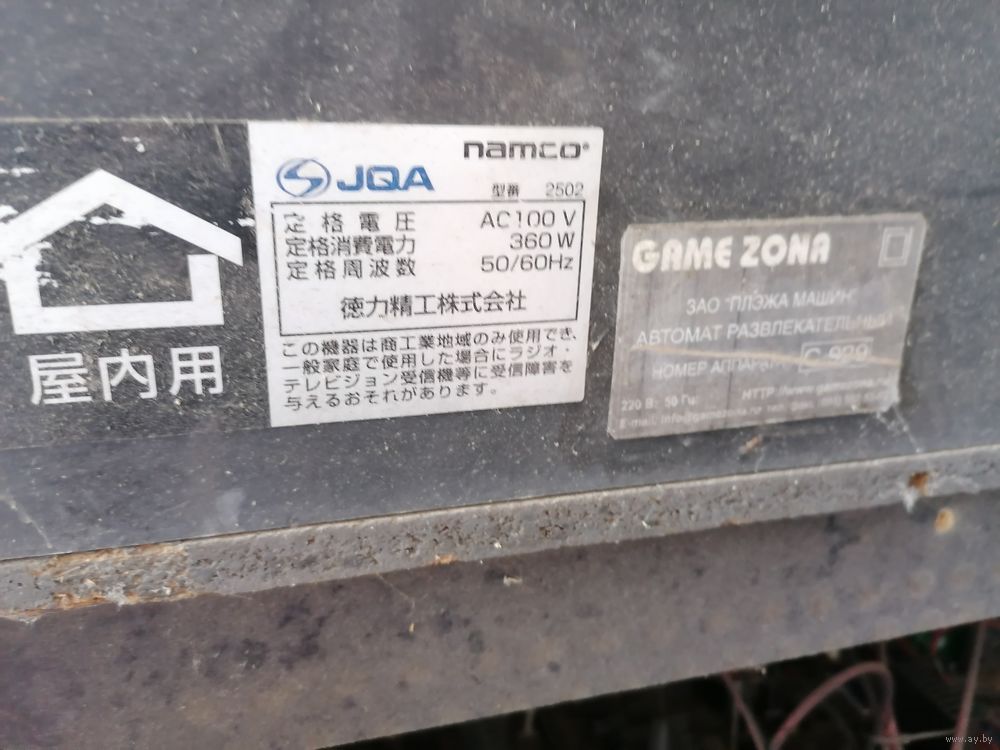 namco
JQA
型番 2502
定格電圧 AC100 V
定格消費電力 360 W
定格周波数 50/60Hz
徳力精工株式会社
この機器は商工業地域のみ使用でき、
一般家庭で使用した場合にラジオ・
テレビジョン受信機等に受信障害を
与えるおそれがあります。
屋内用
GAME ZONA
ЗАО "ПЛЭЖА МАШИН"
АВТОМАТ РАЗВЛЕКАТЕЛЬНЫЙ
НОМЕР
220 В; 50 Гц;
E-mail:
www.ay.by